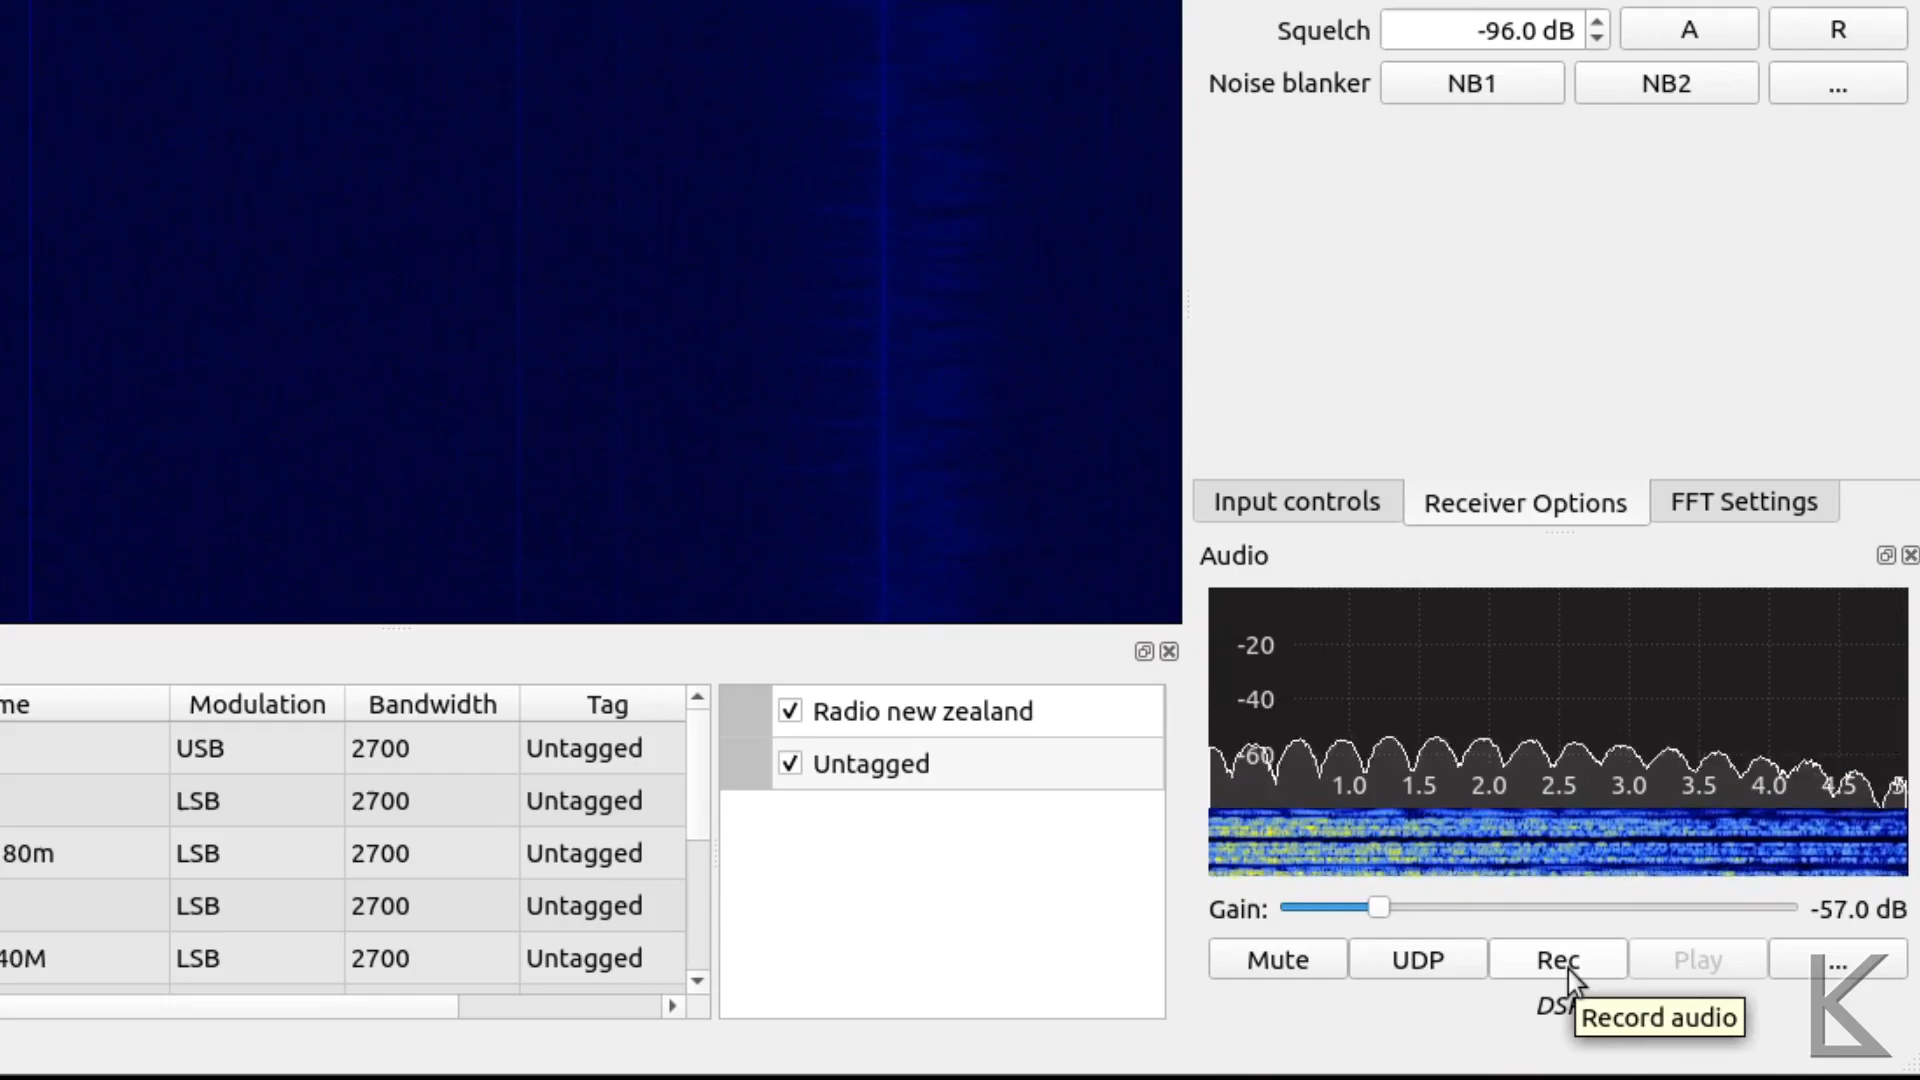 Squelch -96.0 dB A R
Noise blanker NB1 NB2 ...
Input controls Receiver Options FFT Settings
Audio
-20
-40
-60
1.0 1.5 2.0 2.5 3.0 3.5 4.0 4.5
Gain: -57.0 dB
Mute UDP Rec Play ...
Record audio
me Modulation Bandwidth Tag
USB 2700 Untagged
LSB 2700 Untagged
80m LSB 2700 Untagged
LSB 2700 Untagged
40M LSB 2700 Untagged
Radio new zealand
Untagged
K